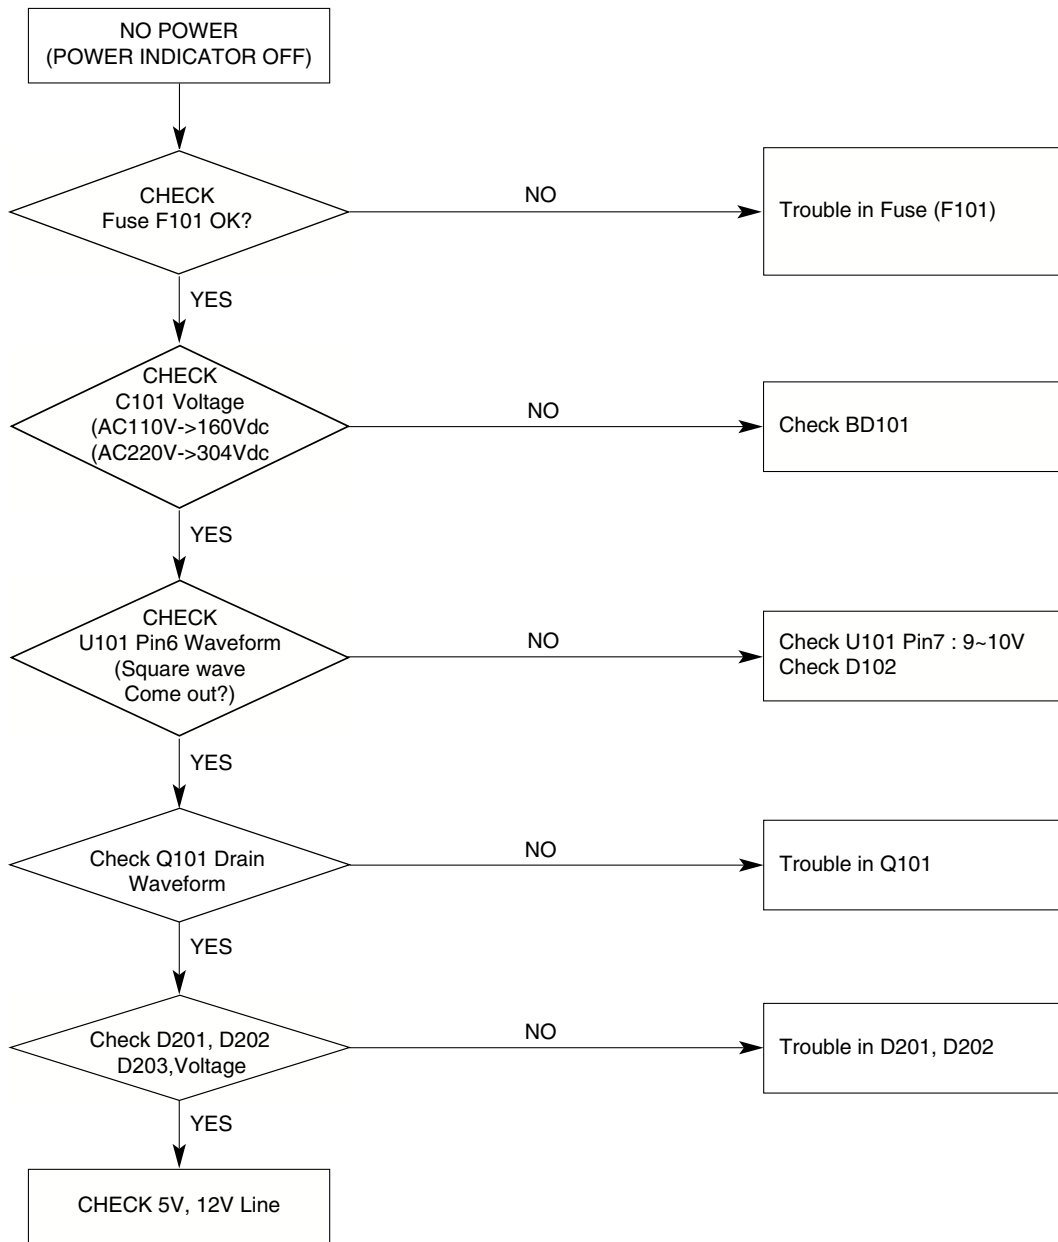 NO POWER
(POWER INDICATOR OFF)
CHECK
Fuse F101 OK?
NO
Trouble in Fuse (F101)
YES
CHECK
C101 Voltage
(AC110V->160Vdc
(AC220V->304Vdc
NO
Check BD101
YES
CHECK
U101 Pin6 Waveform
(Square wave
Come out?)
NO
Check U101 Pin7 : 9~10V
Check D102
YES
Check Q101 Drain
Waveform
NO
Trouble in Q101
YES
Check D201, D202
D203,Voltage
NO
Trouble in D201, D202
YES
CHECK 5V, 12V Line